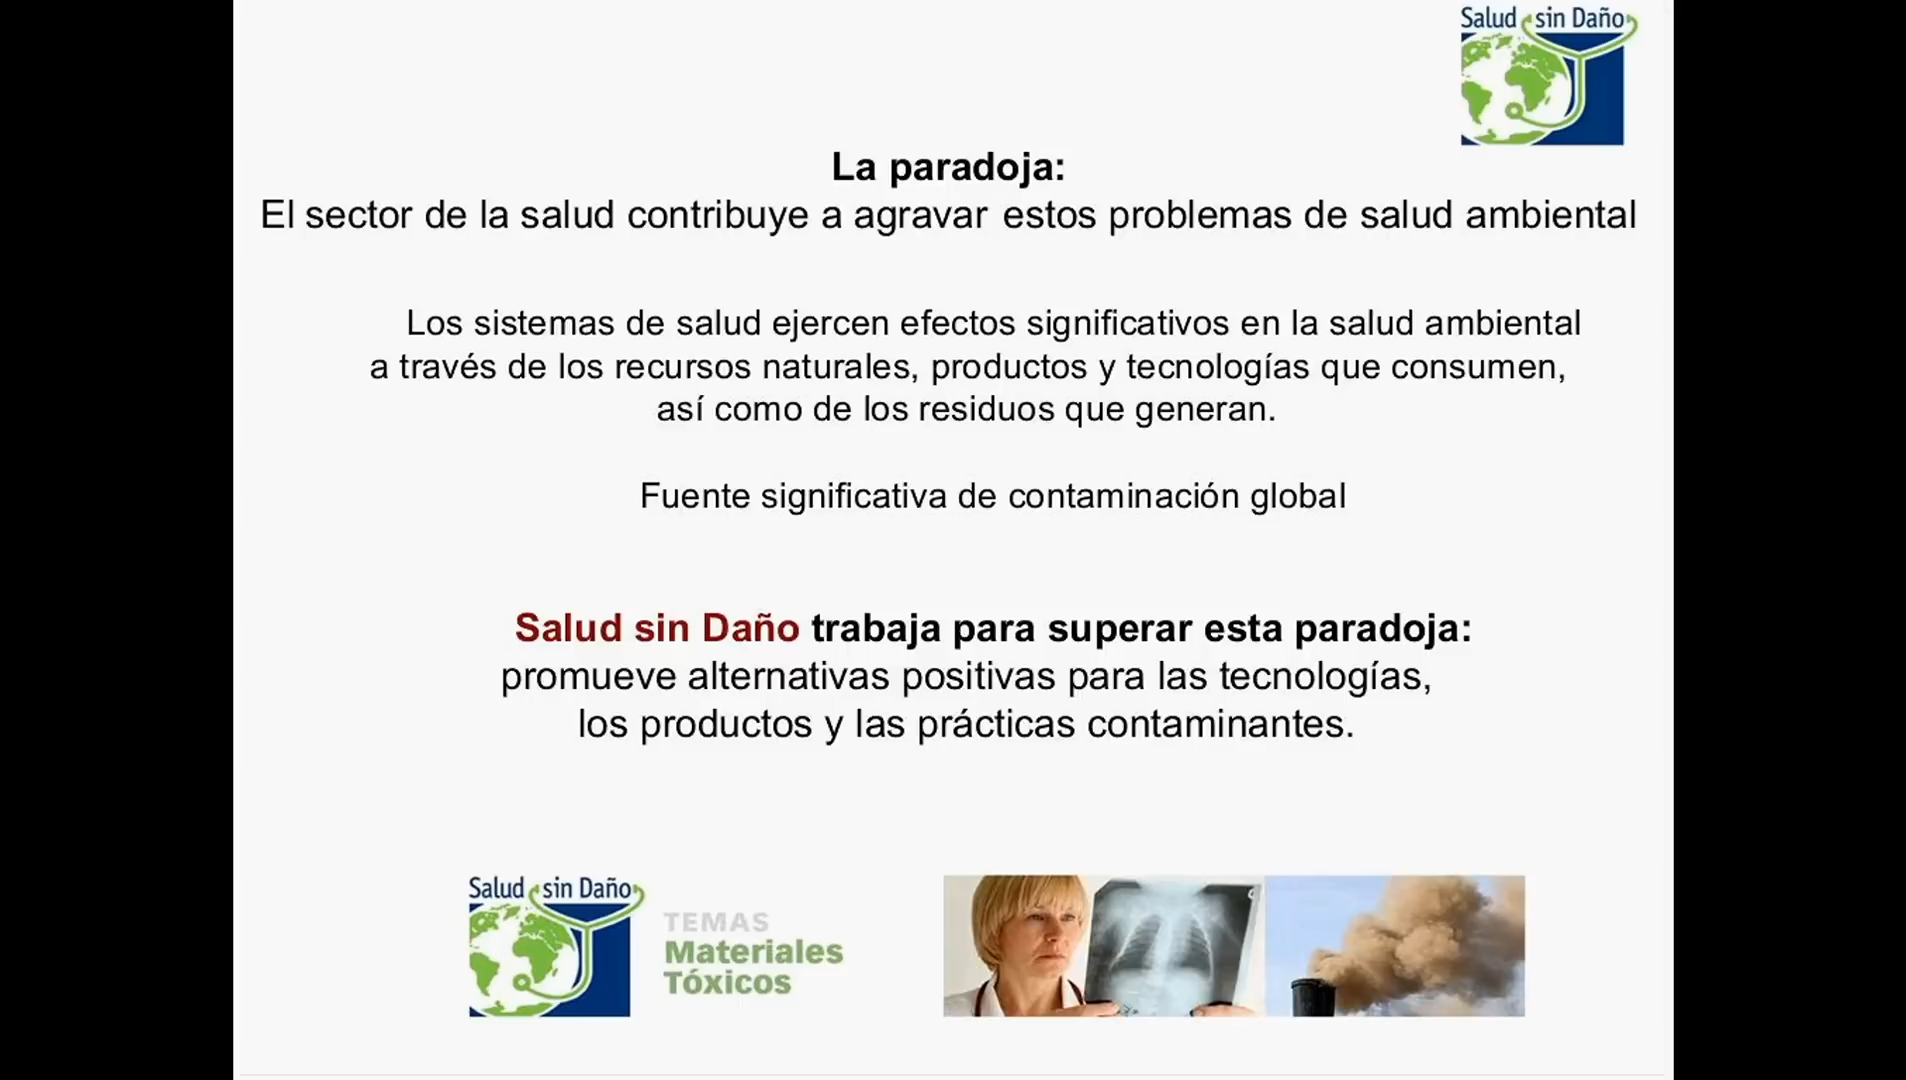 Salud sin Daño
La paradoja:
El sector de la salud contribuye a agravar estos problemas de salud ambiental
Los sistemas de salud ejercen efectos significativos en la salud ambiental
a través de los recursos naturales, productos y tecnologías que consumen,
así como de los residuos que generan.
Fuente significativa de contaminación global
Salud sin Daño trabaja para superar esta paradoja:
promueve alternativas positivas para las tecnologías,
los productos y las prácticas contaminantes.
Salud sin Daño
TEMAS
Materiales
Tóxicos